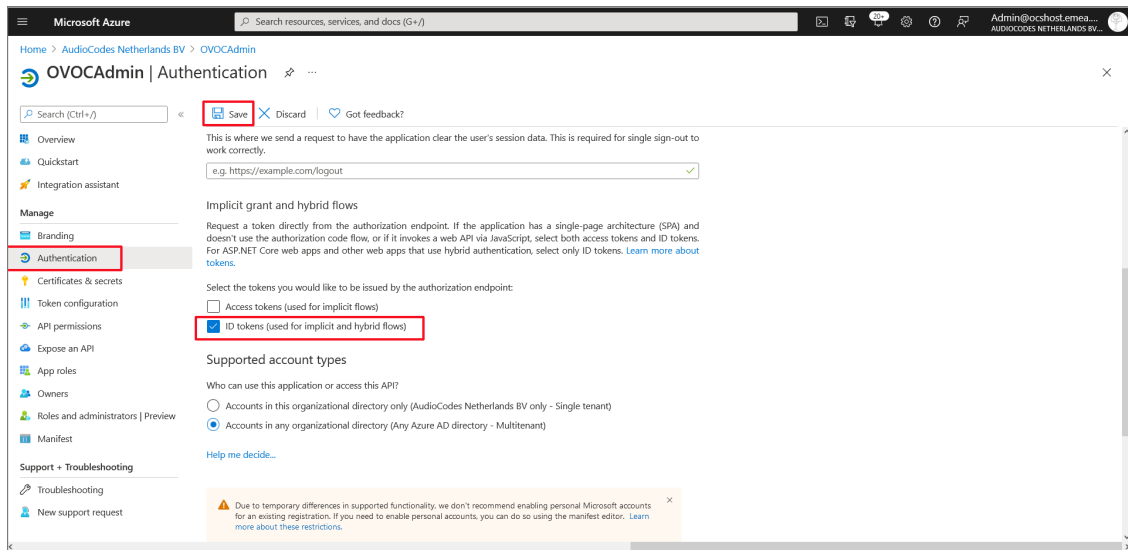 Microsoft Azure
Search resources, services, and docs (G+/)
20+
Admin@ocshost.emea....
AUDIOCODES NETHERLANDS BV...
Home > AudioCodes Netherlands BV > OVOCAdmin
OVOCAdmin | Authentication
Search (Ctrl+/)
Save
Discard
Got feedback?
Overview
Quickstart
Integration assistant
Manage
Branding
Authentication
Certificates & secrets
Token configuration
API permissions
Expose an API
App roles
Owners
Roles and administrators | Preview
Manifest
Support + Troubleshooting
Troubleshooting
New support request
This is where we send a request to have the application clear the user's session data. This is required for single sign-out to
work correctly.
e.g. https://example.com/logout
Implicit grant and hybrid flows
Request a token directly from the authorization endpoint. If the application has a single-page architecture (SPA) and
doesn't use the authorization code flow, or if it invokes a web API via JavaScript, select both access tokens and ID tokens.
For ASP.NET Core web apps and other web apps that use hybrid authentication, select only ID tokens. Learn more about
tokens.
Select the tokens you would like to be issued by the authorization endpoint:
Access tokens (used for implicit flows)
ID tokens (used for implicit and hybrid flows)
Supported account types
Who can use this application or access this API?
Accounts in this organizational directory only (AudioCodes Netherlands BV only - Single tenant)
Accounts in any organizational directory (Any Azure AD directory - Multitenant)
Help me decide...
Due to temporary differences in supported functionality, we don't recommend enabling personal Microsoft accounts
for an existing registration. If you need to enable personal accounts, you can do so using the manifest editor. Learn
more about these restrictions.